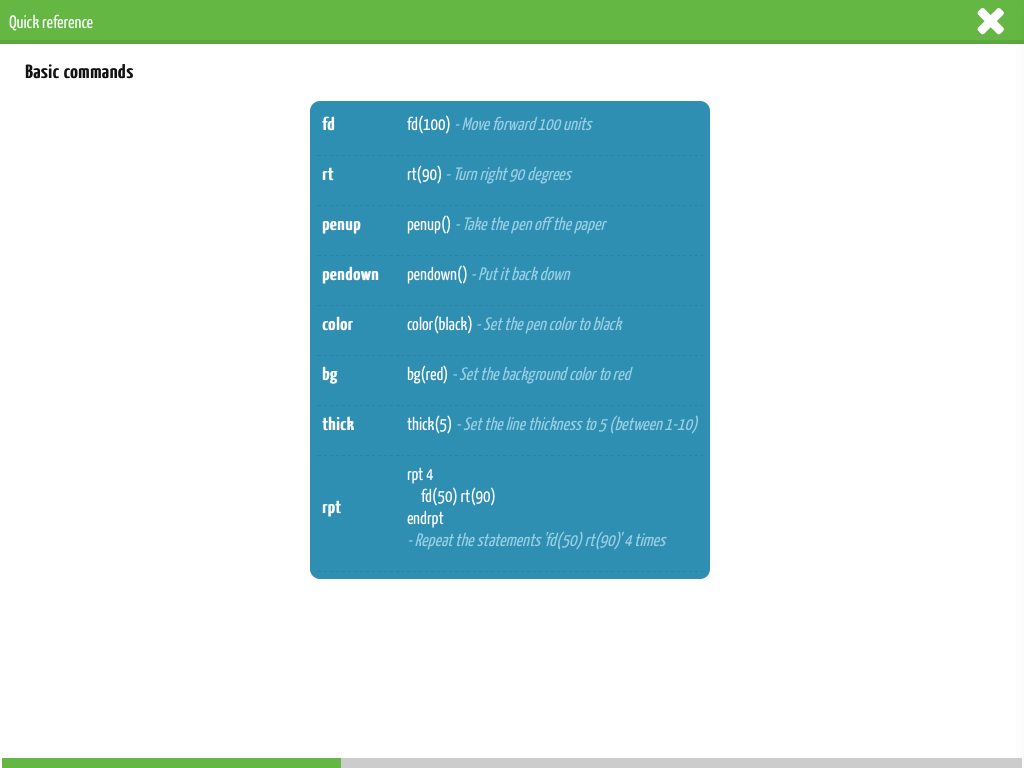 Quick reference
Basic commands
fd fd(100) - Move forward 100 units
rt rt(90) - Turn right 90 degrees
penup penup() - Take the pen off the paper
pendown pendown() - Put it back down
color color(black) - Set the pen color to black
bg bg(red) - Set the background color to red
thick thick(5) - Set the line thickness to 5 (between 1-10)
rpt 4
fd(50) rt(90)
rpt
endrpt
- Repeat the statements 'fd(50) rt(90)' 4 times